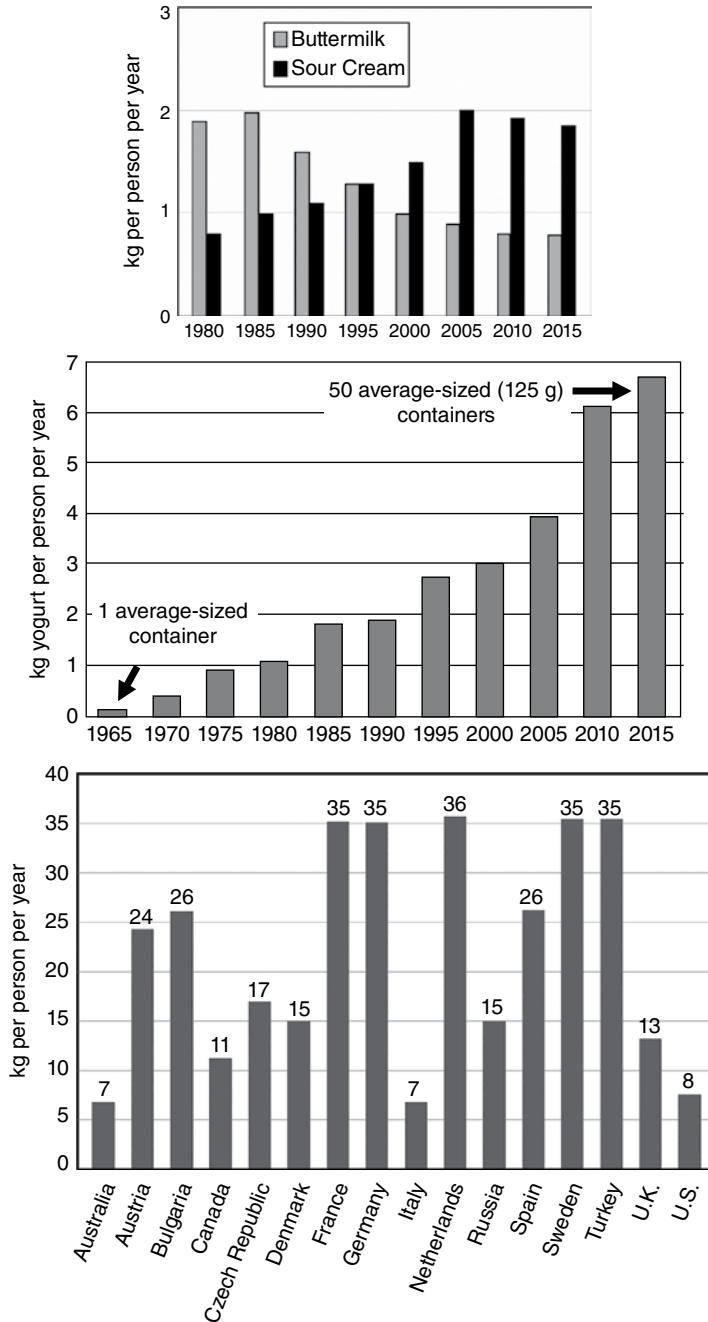 3
Buttermilk
Sour Cream
2
1
0
kg per person per year
1980 1985 1990 1995 2000 2005 2010 2015
7
50 average-sized (125 g)
containers
6
5
4
3
2
1 average-sized
container
1
0
kg yogurt per person per year
1965 1970 1975 1980 1985 1990 1995 2000 2005 2010 2015
40
35
30
25
20
15
10
5
0
kg per person per year
7 24 26 11 17 15 35 35 7 36 15 26 35 35 13 8
Australia
Austria
Bulgaria
Canada
Czech Republic
Denmark
France
Germany
Italy
Netherlands
Russia
Spain
Sweden
Turkey
U.K.
U.S.